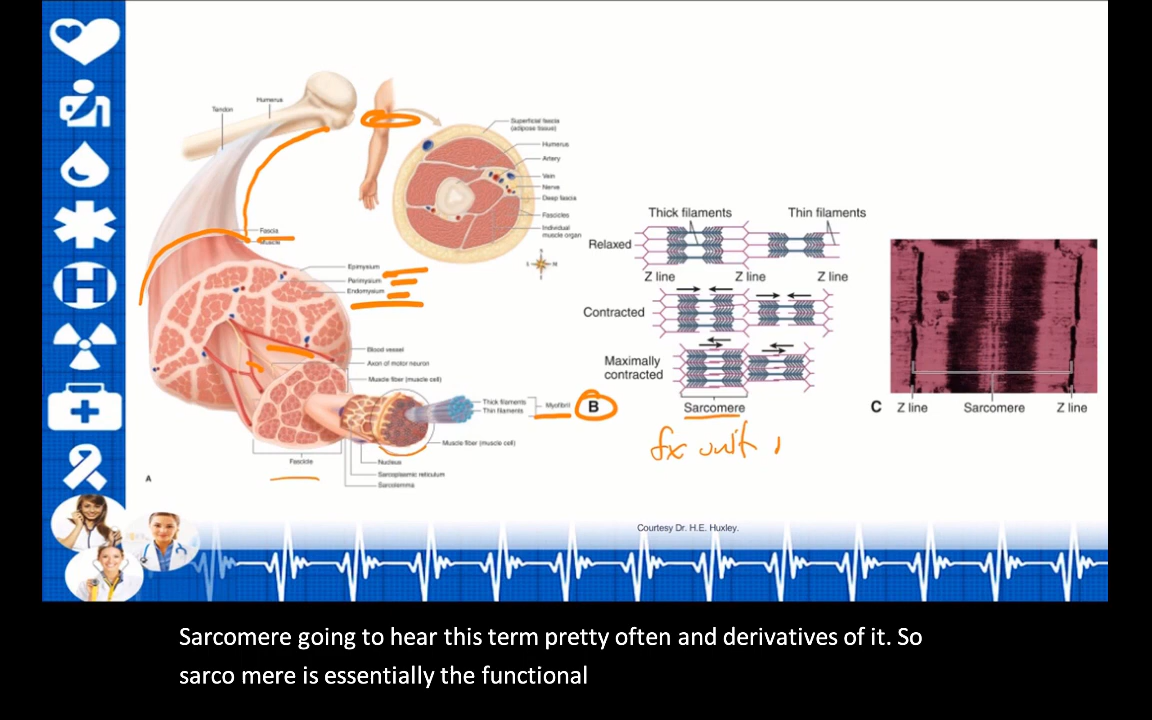 Tendon
Humerus
Superficial fascia
(adipose tissue)
Humerus
Artery
Vein
Nerve
Deep fascia
Fascicles
Individual
muscle organ
Fascia
Muscle
Epimysium
Perimysium
Endomysium
Blood vessel
Axon of motor neuron
Muscle fiber (muscle cell)
Thick filaments
Thin filaments
Myofibril
Muscle fiber (muscle cell)
Fascicle
Nucleus
Sarcoplasmic reticulum
Sarcolemma
A
B
Thick filaments Thin filaments
Relaxed
Z line Z line Z line
Contracted
Maximally
contracted
Sarcomere
fx unit
C Z line Sarcomere Z line
H
Courtesy Dr. H.E. Huxley.
Sarcomere going to hear this term pretty often and derivatives of it. So
sarco mere is essentially the functional